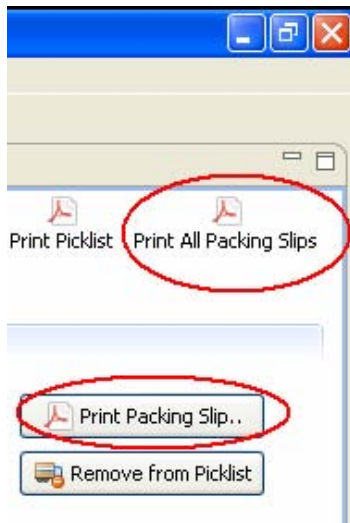 Print Picklist Print All Packing Slips
Print Packing Slip..
Remove from Picklist